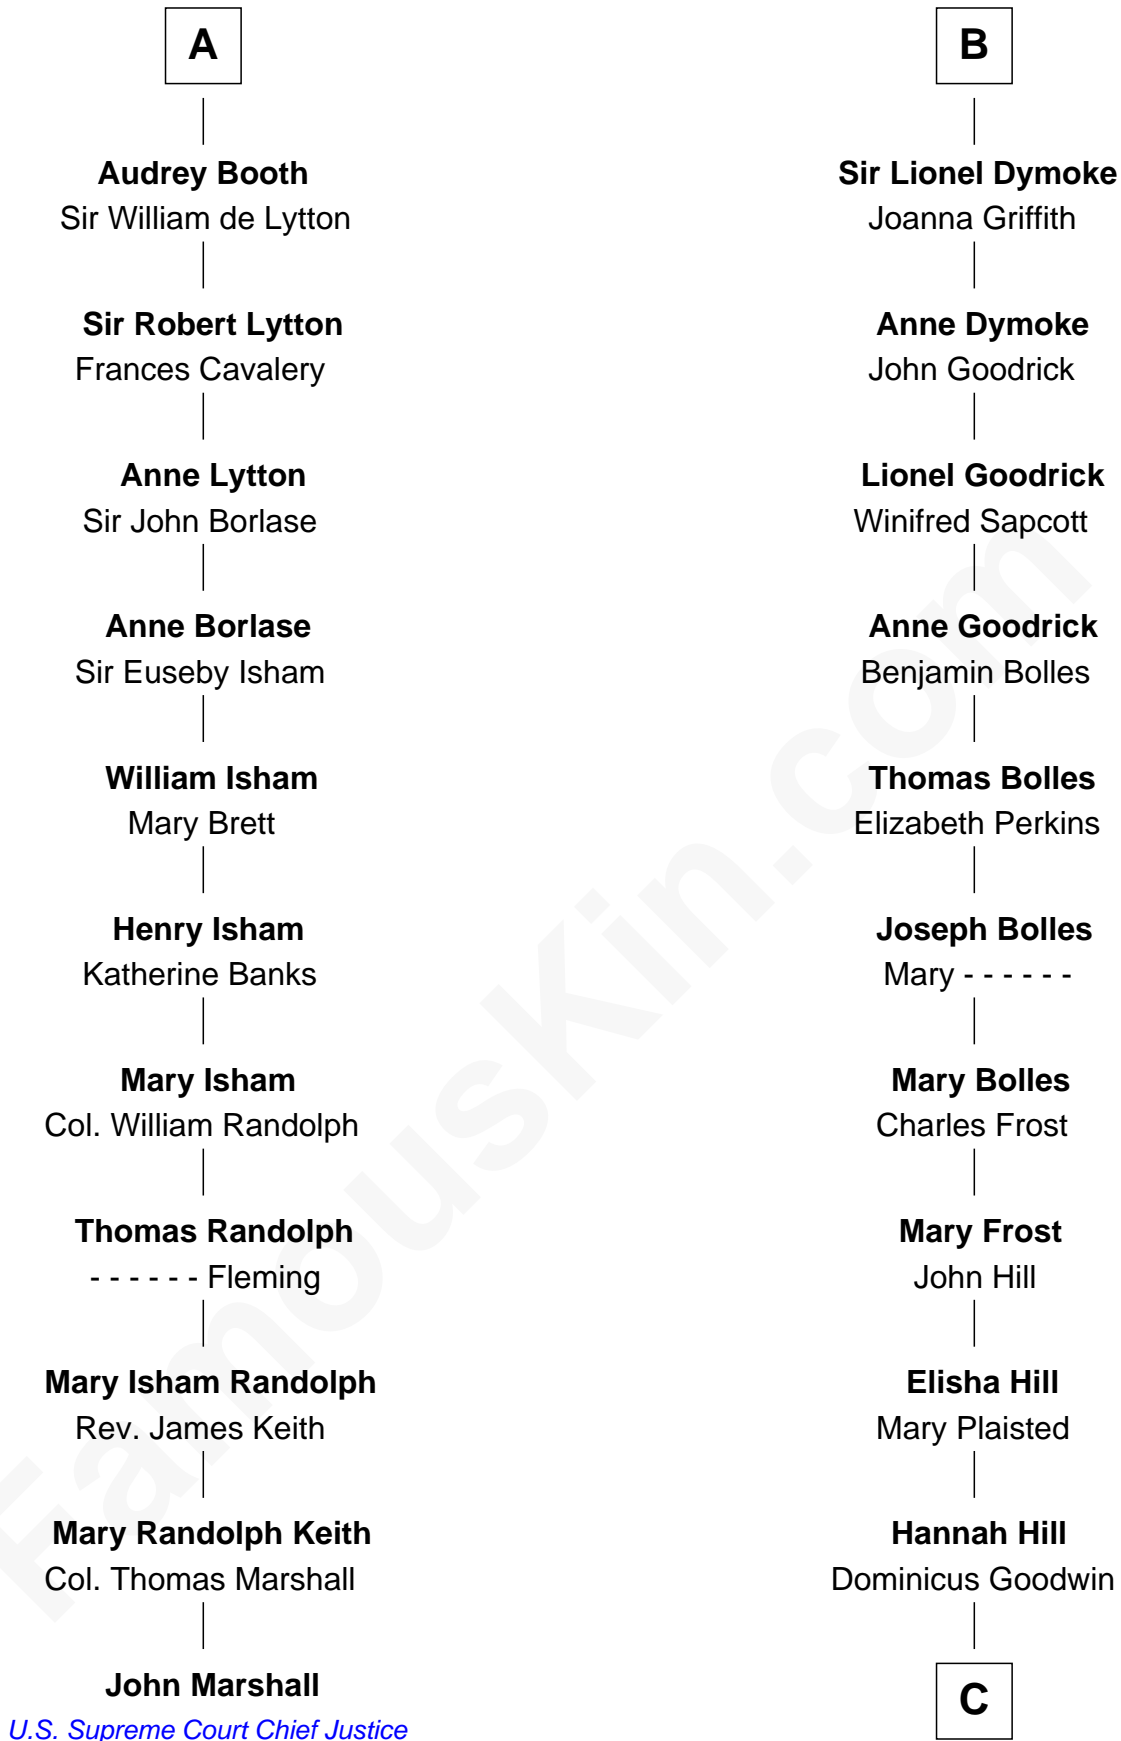 A
Audrey Booth
Sir William de Lytton
Sir Robert Lytton
Frances Cavalery
Anne Lytton
Sir John Borlase
Anne Borlase
Sir Euseby Isham
William Isham
Mary Brett
Henry Isham
Katherine Banks
Mary Isham
Col. William Randolph
Thomas Randolph
- - - - - - Fleming
Mary Isham Randolph
Rev. James Keith
Mary Randolph Keith
Col. Thomas Marshall
John Marshall
U.S. Supreme Court Chief Justice
B
Sir Lionel Dymoke
Joanna Griffith
Anne Dymoke
John Goodrick
Lionel Goodrick
Winifred Sapcott
Anne Goodrick
Benjamin Bolles
Thomas Bolles
Elizabeth Perkins
Joseph Bolles
Mary - - - - - -
Mary Bolles
Charles Frost
Mary Frost
John Hill
Elisha Hill
Mary Plaisted
Hannah Hill
Dominicus Goodwin
C
FamousKin.com